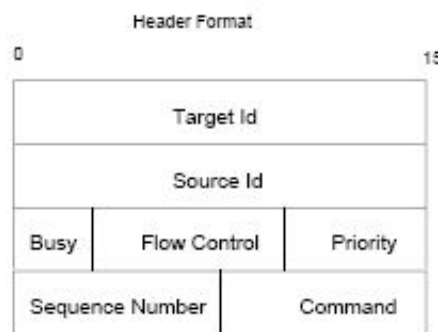 Header Format
0 15
Target Id
Source Id
Busy Flow Control Priority
Sequence Number Command